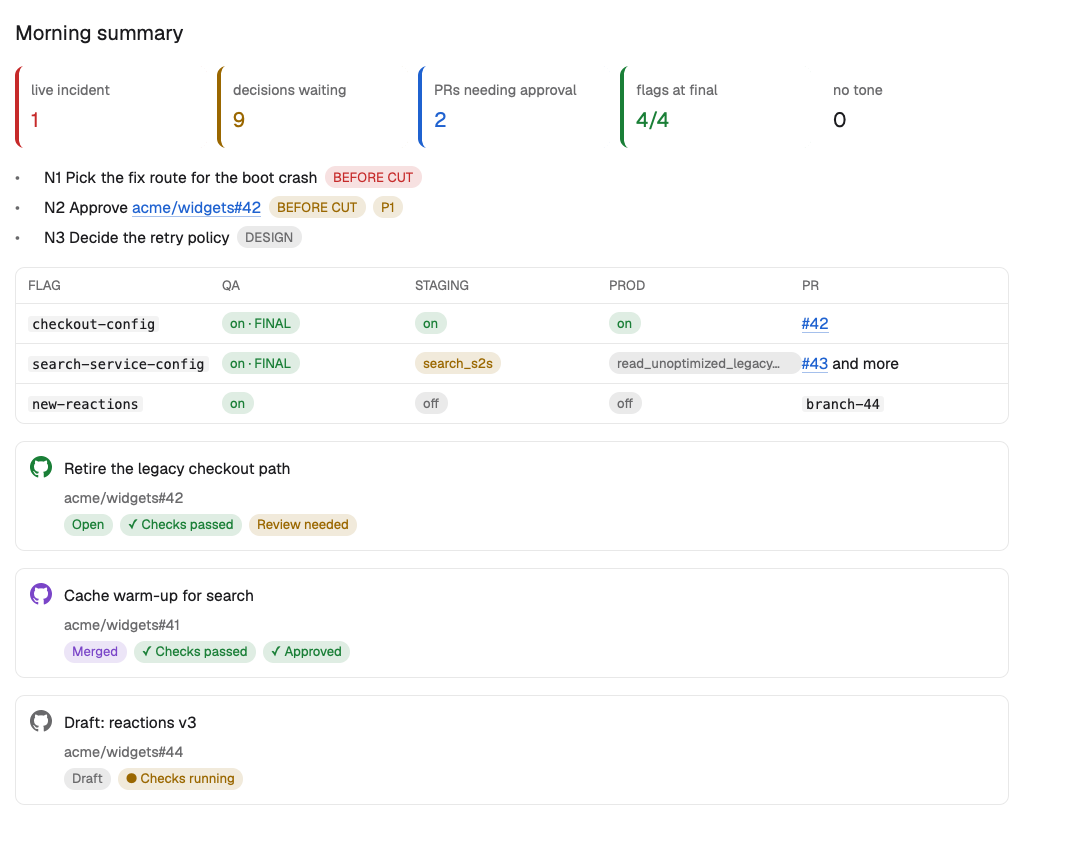 Morning summary
live incident decisions waiting PRs needing approval flags at final no tone
1 9 2 4/4 0
• N1 Pick the fix route for the boot crash BEFORE CUT
• N2 Approve acme/widgets#42 BEFORE CUT P1
• N3 Decide the retry policy DESIGN
FLAG QA STAGING PROD PR
checkout-config on · FINAL on on #42
search-service-config on · FINAL search_s2s read_unoptimized_legacy… #43 and more
new-reactions on off off branch-44
Retire the legacy checkout path
acme/widgets#42
Open ✓ Checks passed Review needed
Cache warm-up for search
acme/widgets#41
Merged ✓ Checks passed ✓ Approved
Draft: reactions v3
acme/widgets#44
Draft ● Checks running